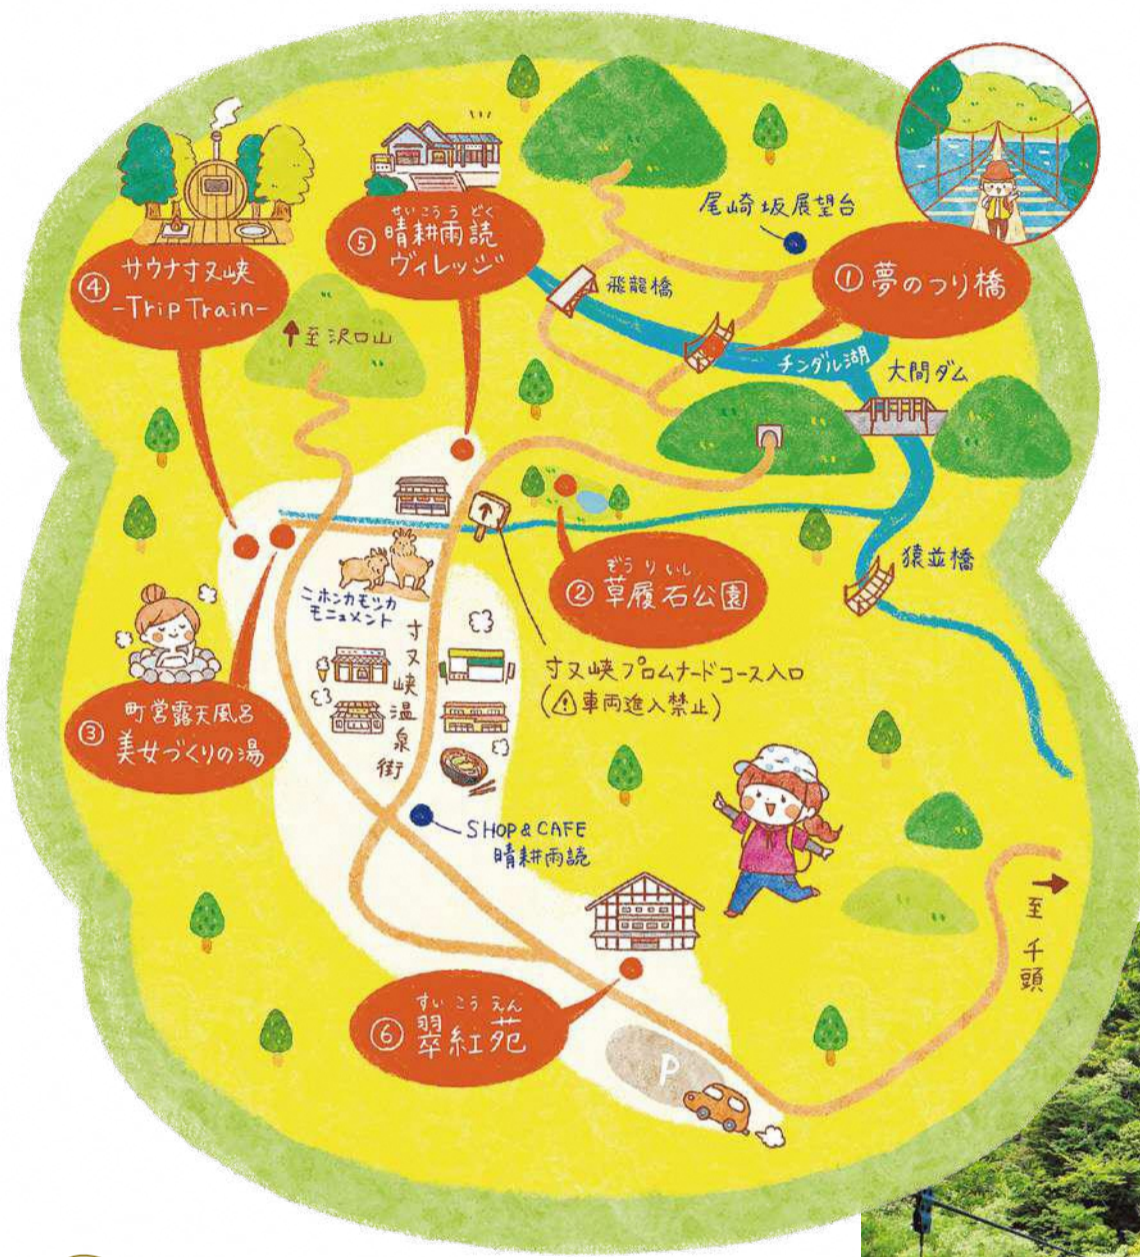 尾崎坂展望台
① 夢のつり橋
せいこううどく
⑤ 晴耕雨読
ヴィレッジ
④ サウナ寸又峡
-Trip Train-
飛龍橋
↑至沢口山
チンダル湖
大間ダム
ぞうりいし
② 草履石公園
猿並橋
ニホンカモシカ
モニュメント
寸又峡温泉街
寸又峡プロムナードコース入口
(⚠車両進入禁止)
町営露天風呂
③ 美女づくりの湯
SHOP&CAFE
晴耕雨読
→
至千頭
すいこうえん
⑥ 翠紅苑
P